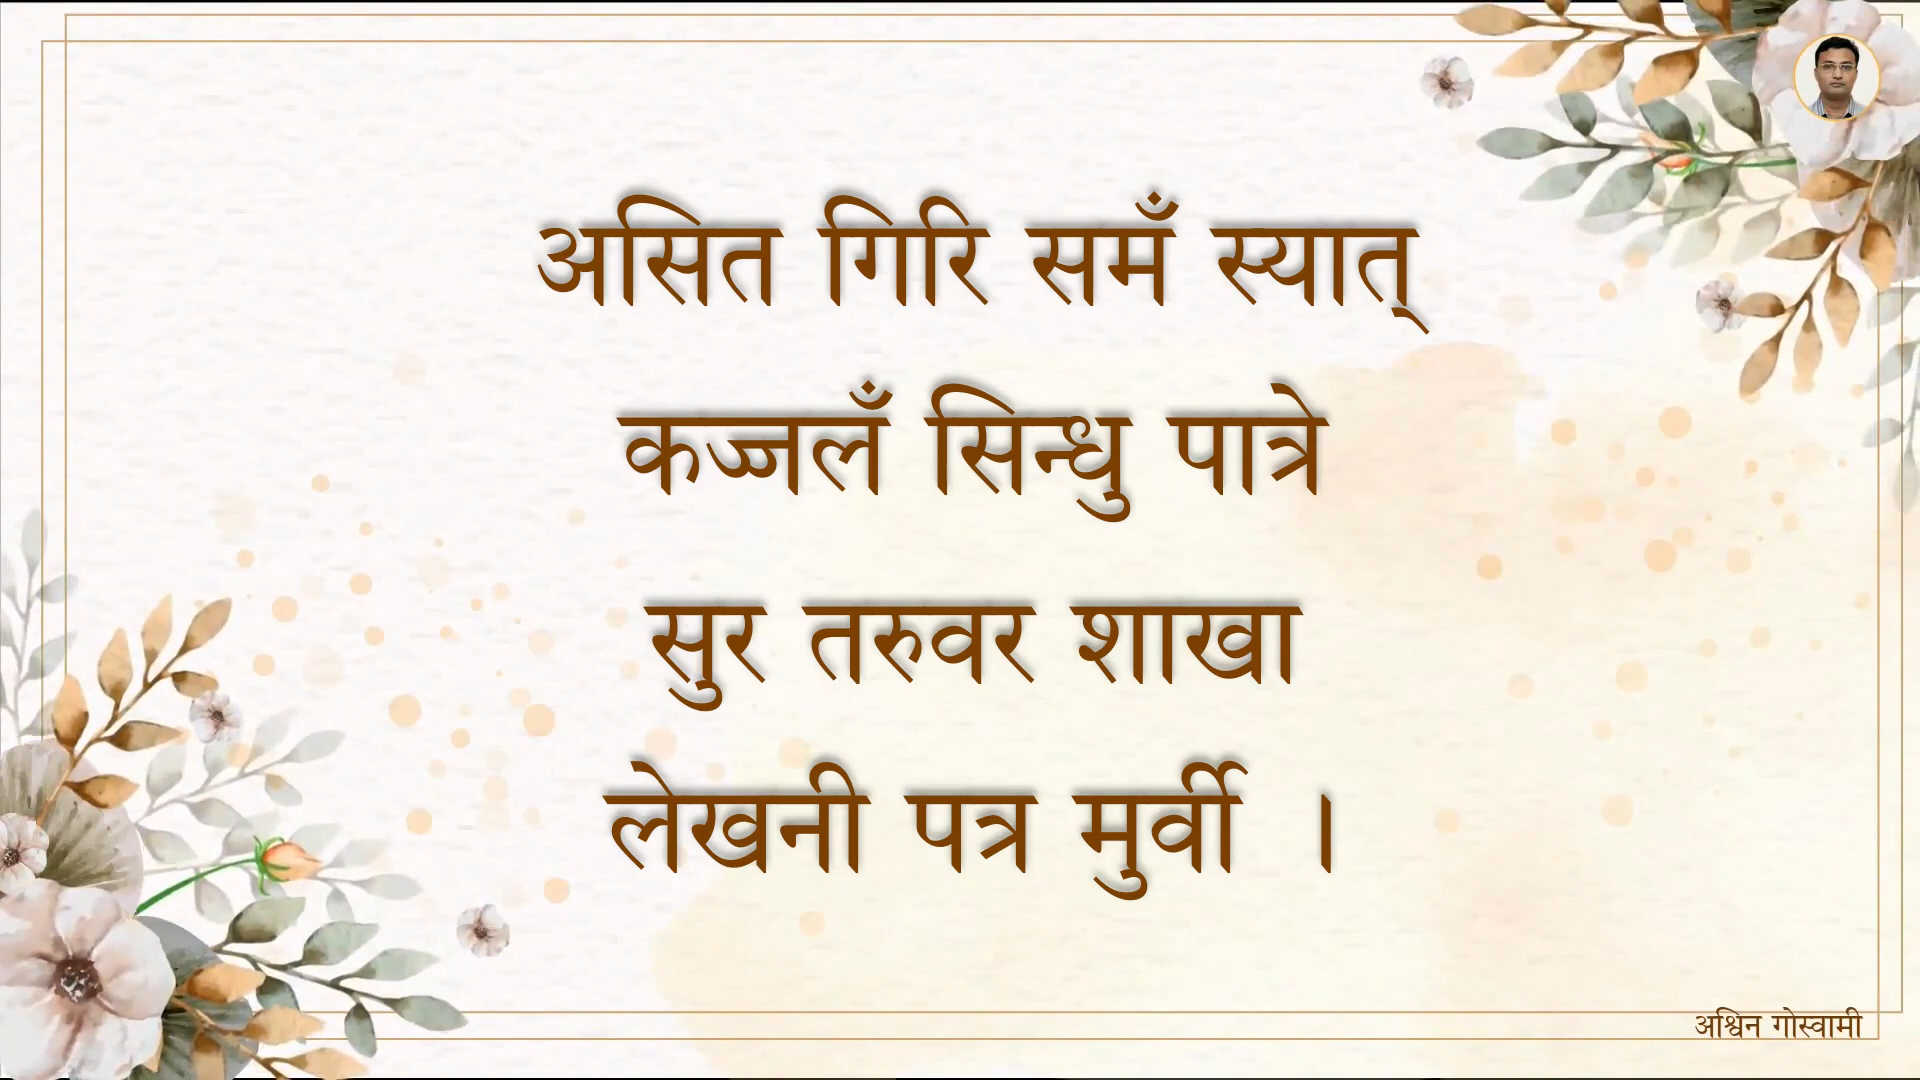 असित गिरि समँ स्यात्
कज्जलँ सिन्धु पात्रे
सुर तरुवर शाखा
लेखनी पत्र मुर्वी ।
अश्विन गोस्वामी